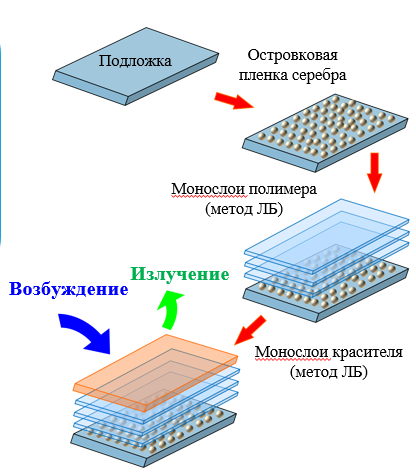 Подложка
Островковая
пленка серебра
Монослои полимера
(метод ЛБ)
Излучение
Возбуждение
Монослои красителя
(метод ЛБ)